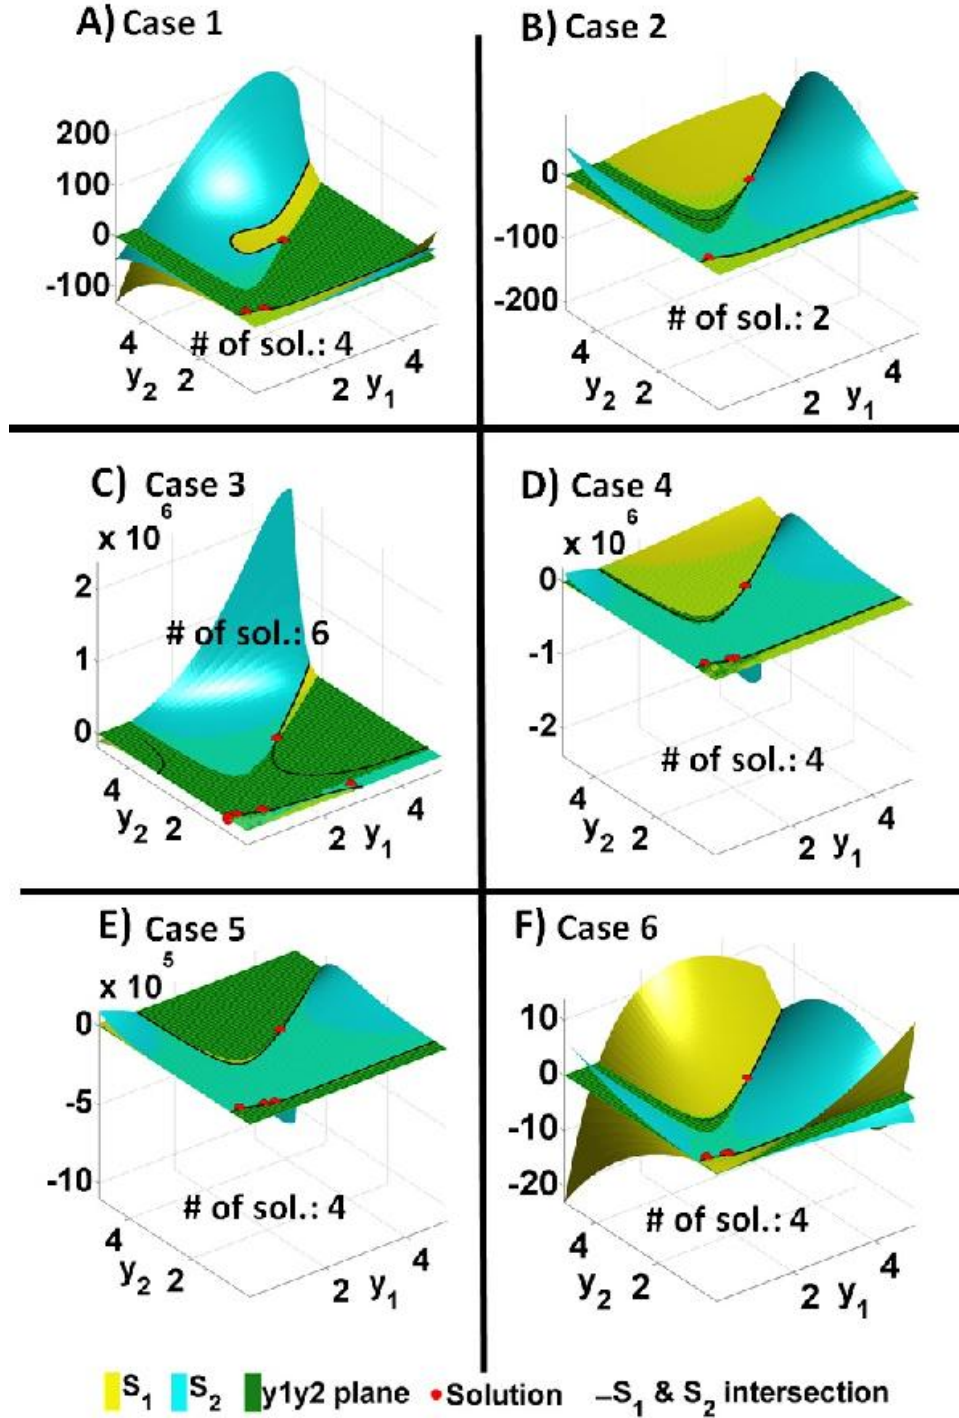 A) Case 1
200
100
0
-100
4
y2 2
# of sol.: 4
2 y1 4
B) Case 2
0
-100
-200
# of sol.: 2
4
y2 2
2 y1 4
C) Case 3
x 10^6
2
# of sol.: 6
1
0
4
y2 2
2 y1 4
D) Case 4
x 10^6
0
-1
-2
# of sol.: 4
4
y2 2
2 y1 4
E) Case 5
x 10^5
0
-5
-10
# of sol.: 4
4
y2 2
2 y1 4
F) Case 6
10
0
-10
-20
# of sol.: 4
4
y2 2
2 y1 4
S1 S2 y1y2 plane Solution S1 & S2 intersection